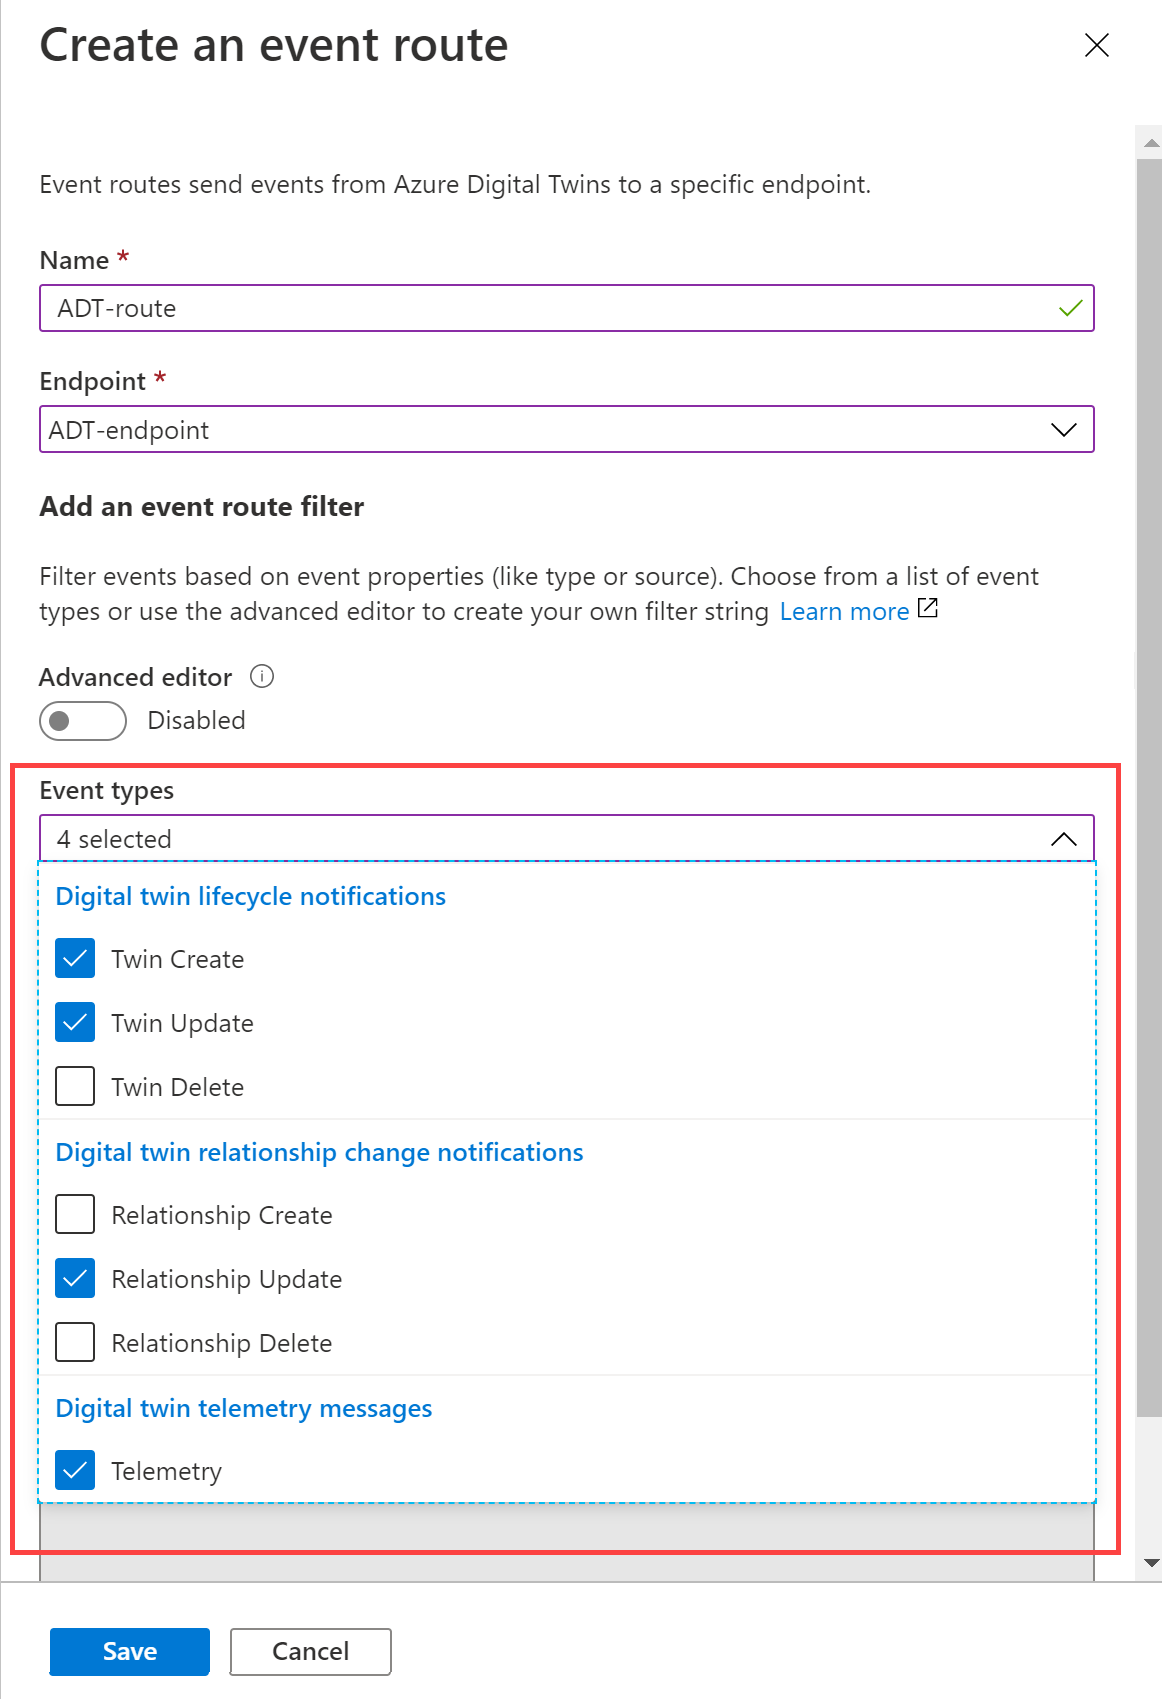 Create an event route
Event routes send events from Azure Digital Twins to a specific endpoint.
Name *
ADT-route
Endpoint *
ADT-endpoint
Add an event route filter
Filter events based on event properties (like type or source). Choose from a list of event
types or use the advanced editor to create your own filter string Learn more
Advanced editor
Disabled
Event types
4 selected
Digital twin lifecycle notifications
Twin Create
Twin Update
Twin Delete
Digital twin relationship change notifications
Relationship Create
Relationship Update
Relationship Delete
Digital twin telemetry messages
Telemetry
Save Cancel